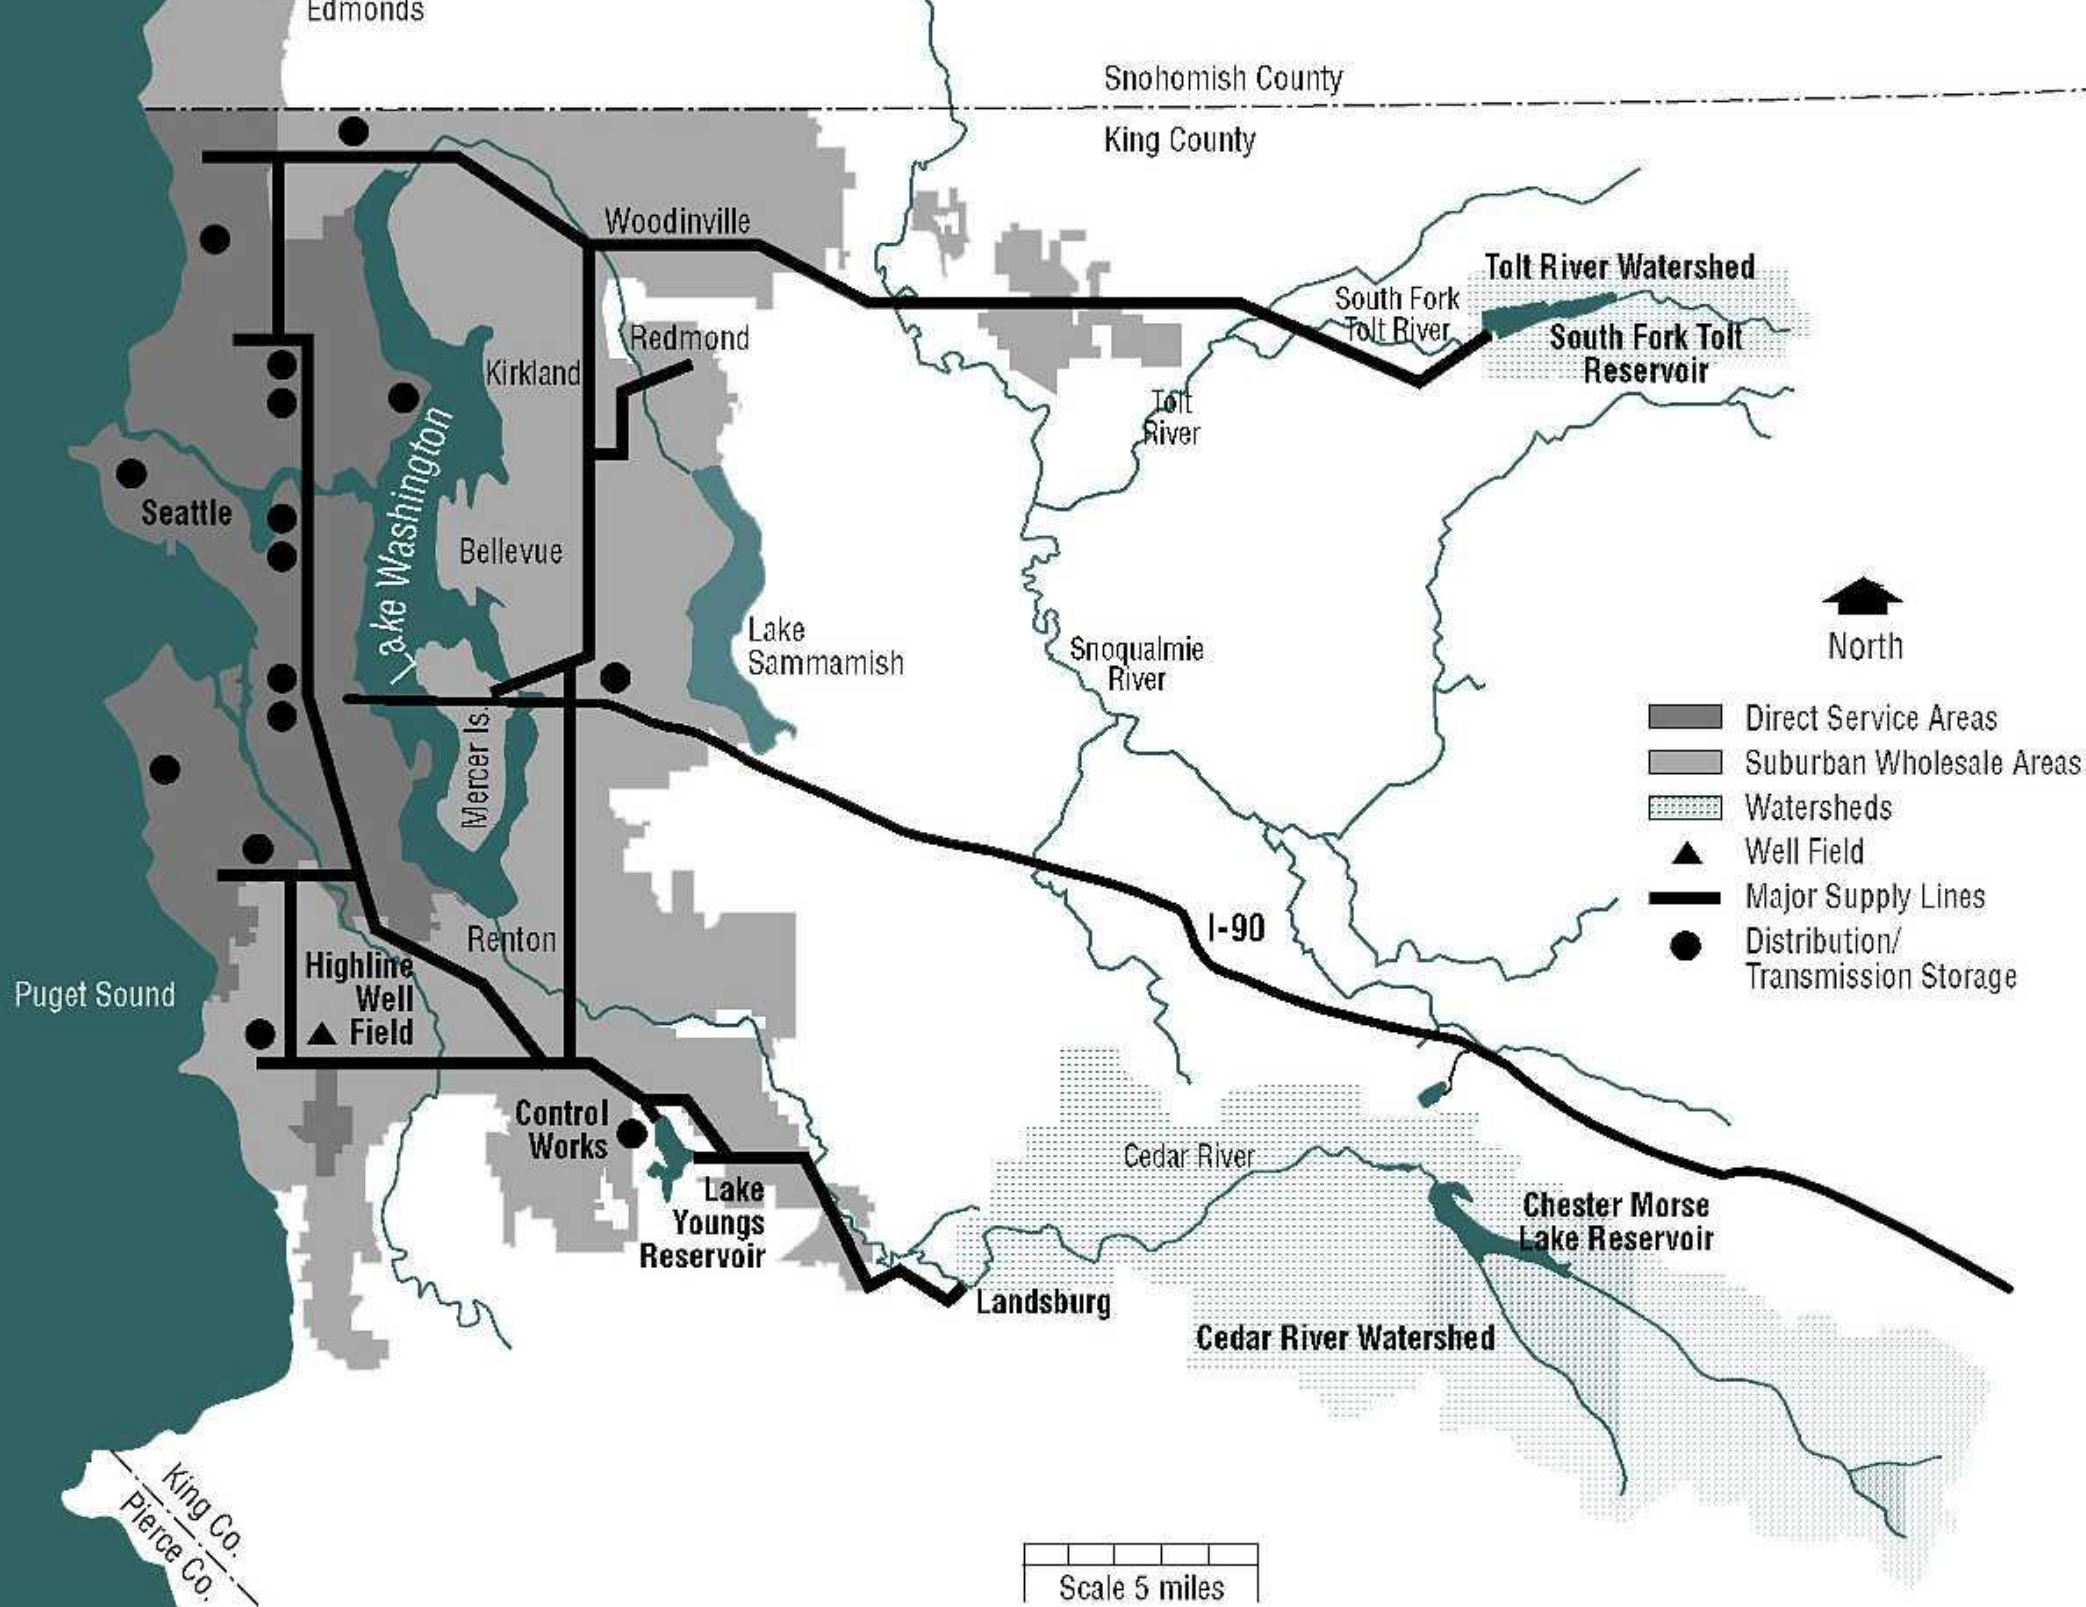 Edmonds
Snohomish County
King County
Woodinville
Tolt River Watershed
South Fork
Tolt River
South Fork Tolt
Reservoir
Redmond
Kirkland
Tolt
River
Lake Washington
Seattle
Bellevue
Lake
Sammamish
Snoqualmie
River
North
Direct Service Areas
Suburban Wholesale Areas
Watersheds
Well Field
Major Supply Lines
Distribution/
Transmission Storage
Mercer Is.
I-90
Renton
Highline
Well
Field
Puget Sound
Control
Works
Cedar River
Lake
Youngs
Reservoir
Chester Morse
Lake Reservoir
Landsburg
Cedar River Watershed
King Co.
Pierce Co.
Scale 5 miles